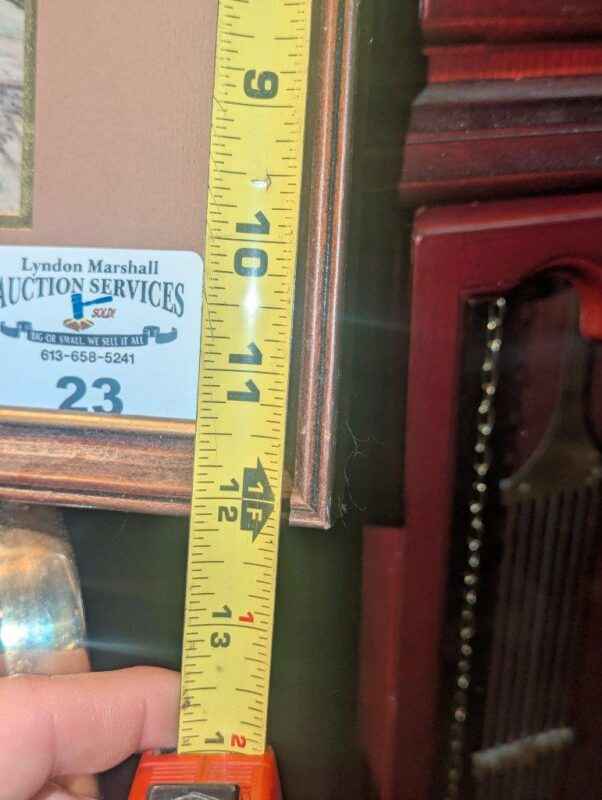 9
10
11
1F
12
1
13
2
1
Lyndon Marshall
AUCTION SERVICES
SOLD!
BIG OR SMALL, WE SELL IT ALL
613-658-5241
23